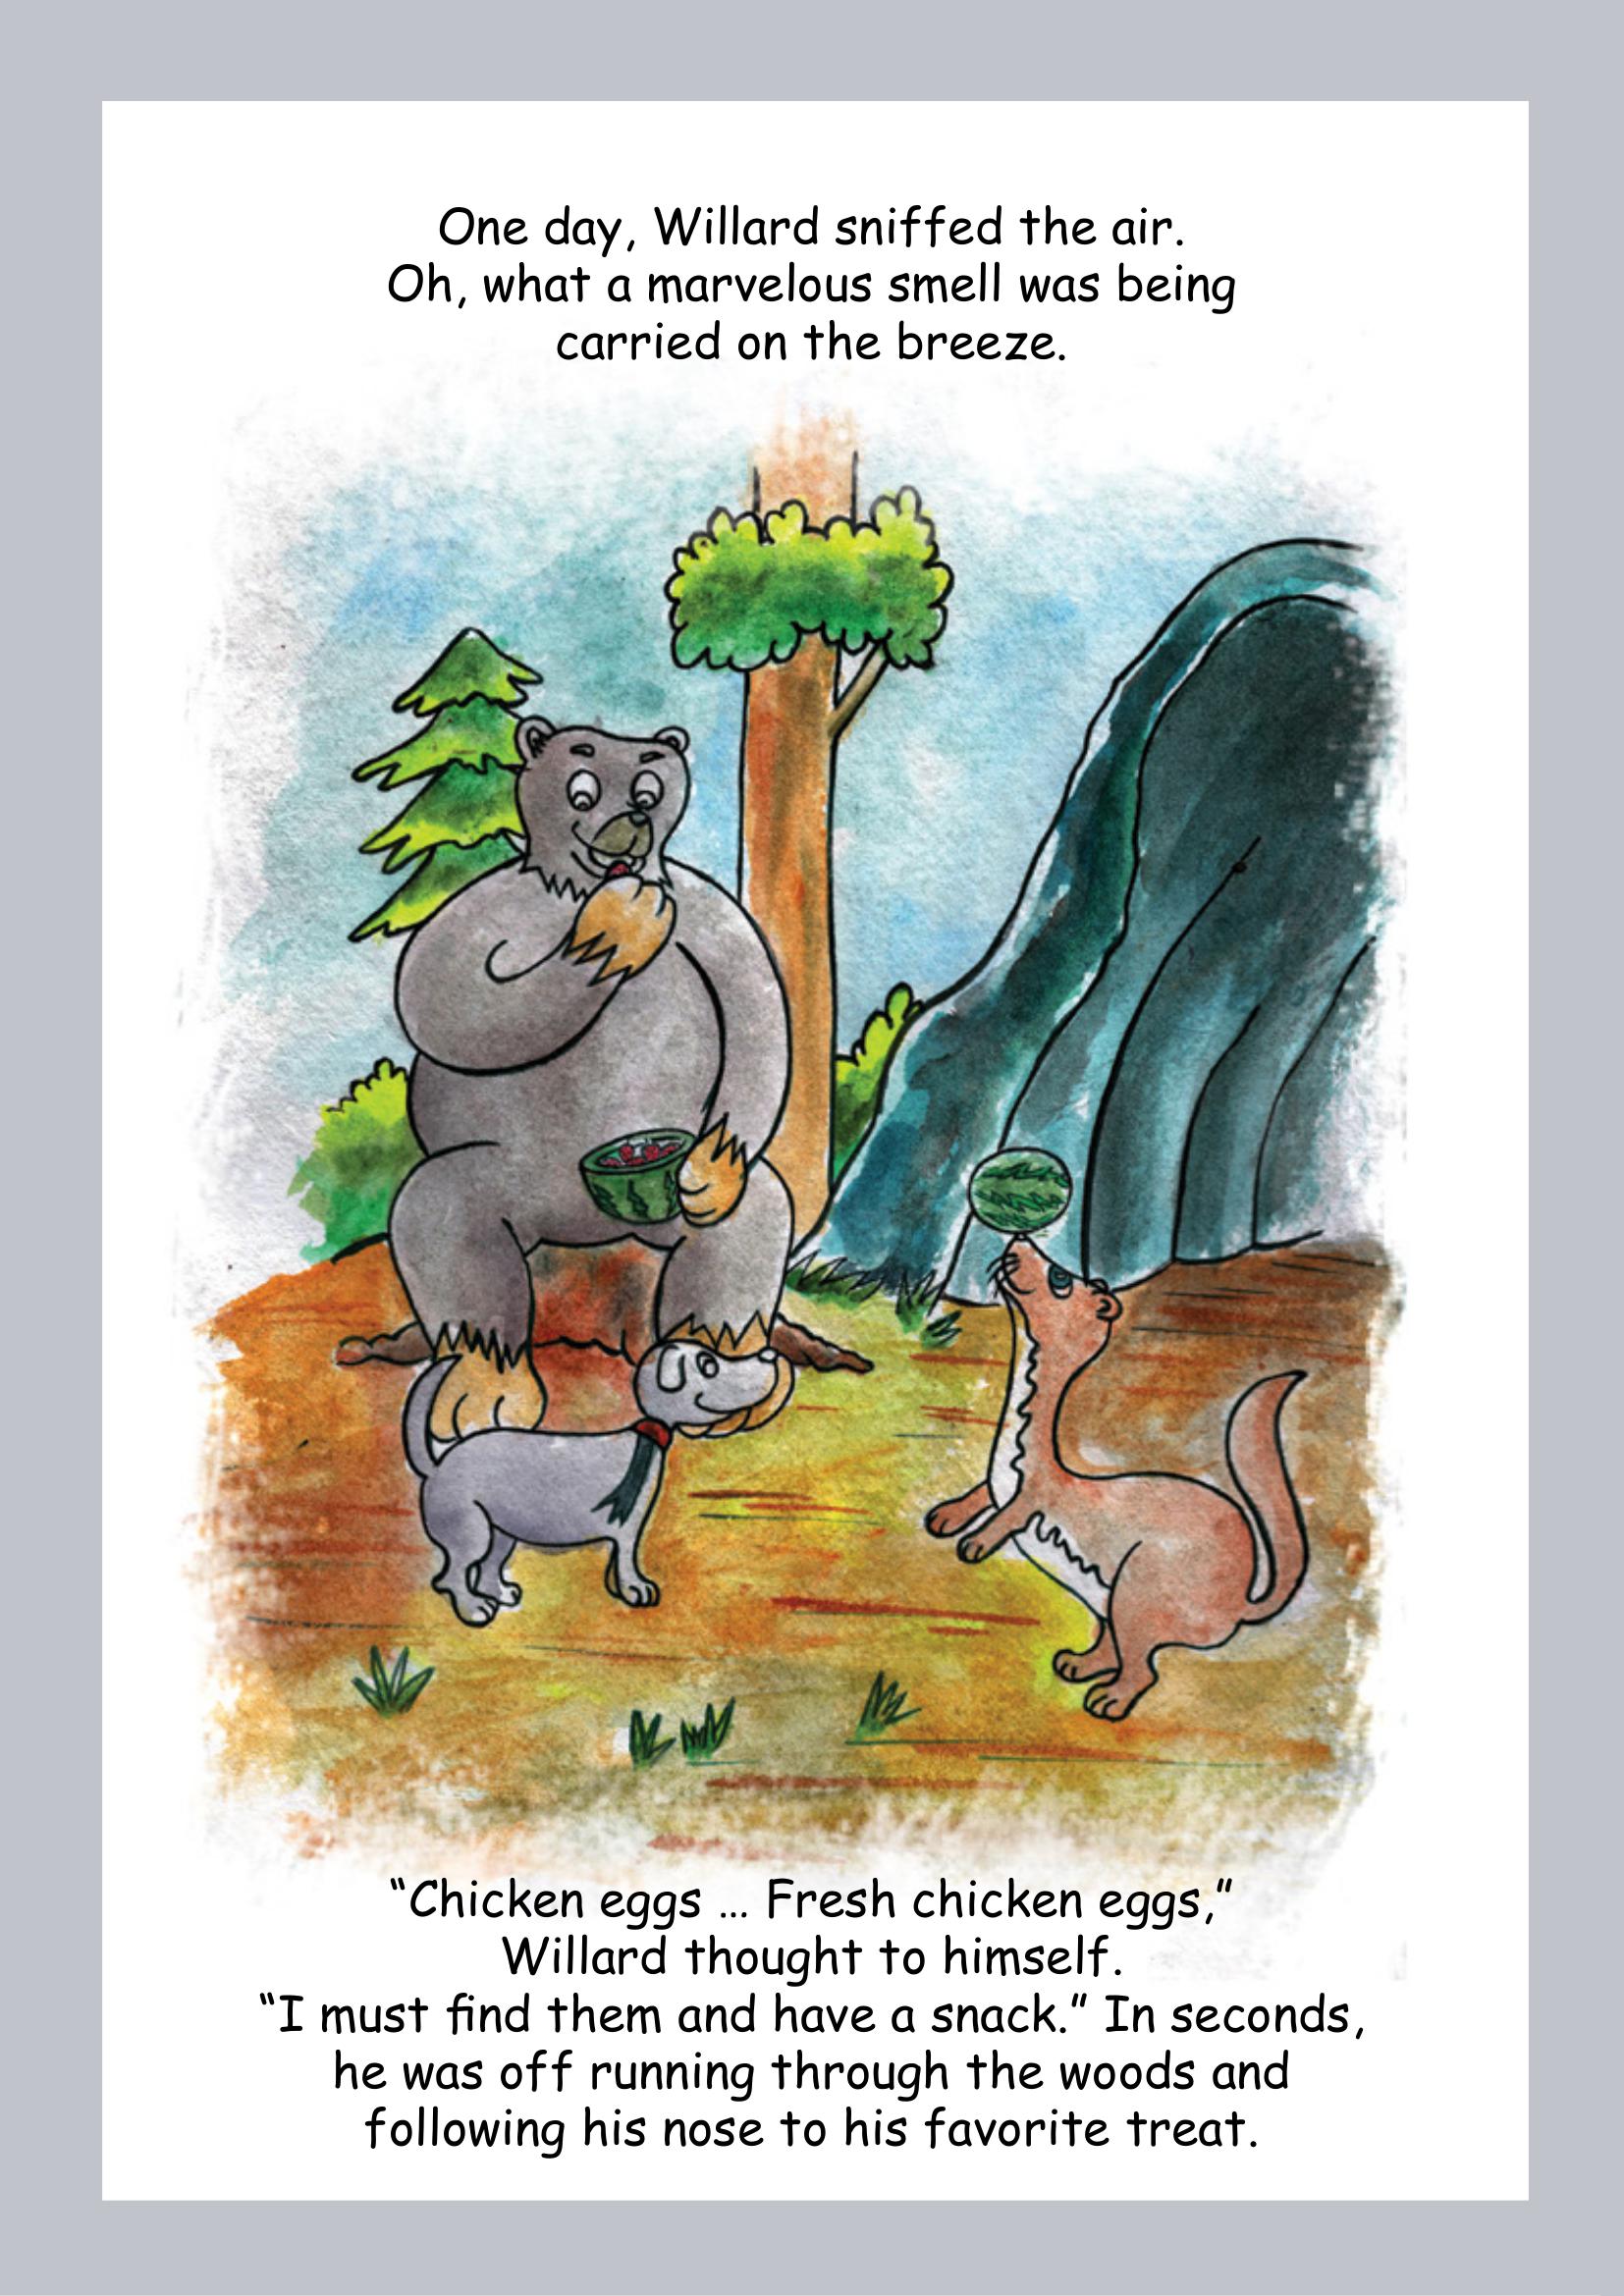 One day, Willard sniffed the air.
Oh, what a marvelous smell was being
carried on the breeze.
“Chicken eggs ... Fresh chicken eggs,”
Willard thought to himself.
“I must find them and have a snack.” In seconds,
he was off running through the woods and
following his nose to his favorite treat.